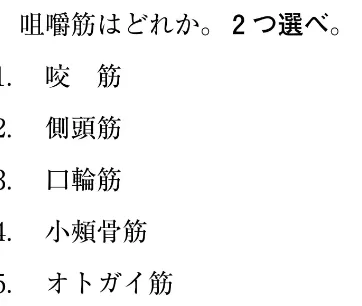 咀嚼筋はどれか。2つ選べ。
1. 咬　筋
2. 側頭筋
3. 口輪筋
4. 小頰骨筋
5. オトガイ筋